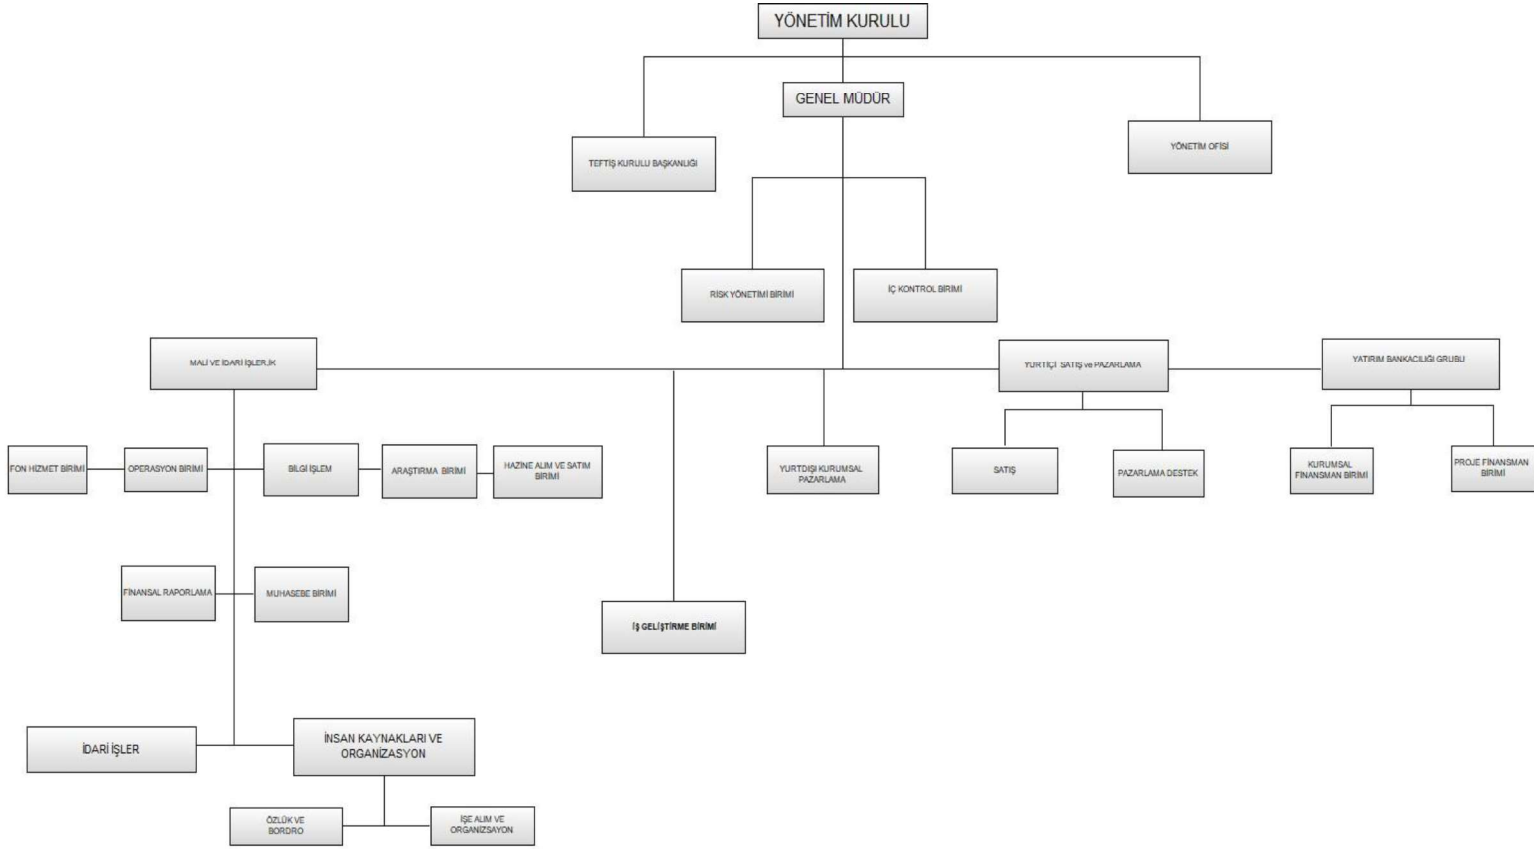 YÖNETİM KURULU
GENEL MÜDÜR
TEFTİŞ KURULU BAŞKANLIĞI
YÖNETİM OFİSİ
RİSK YÖNETİMİ BİRİMİ
İÇ KONTROL BİRİMİ
MALİ VE İDARİ İŞLER,İK
YURTİÇİ SATIŞ ve PAZARLAMA
YATIRIM BANKACILIĞI GRUBU
FON HİZMET BİRİMİ
OPERASYON BİRİMİ
BİLGİ İŞLEM
ARAŞTIRMA BİRİMİ
HAZİNE ALIM VE SATIM
BİRİMİ
YURTDIŞI KURUMSAL
PAZARLAMA
SATIŞ
PAZARLAMA DESTEK
KURUMSAL
FİNANSMAN BİRİMİ
PROJE FİNANSMAN
BİRİMİ
FİNANSAL RAPORLAMA
MUHASEBE BİRİMİ
İŞ GELİŞTİRME BİRİMİ
İDARİ İŞLER
İNSAN KAYNAKLARI VE
ORGANİZASYON
ÖZLÜK VE
BORDRO
İŞE ALIM VE
ORGANİZSAYON